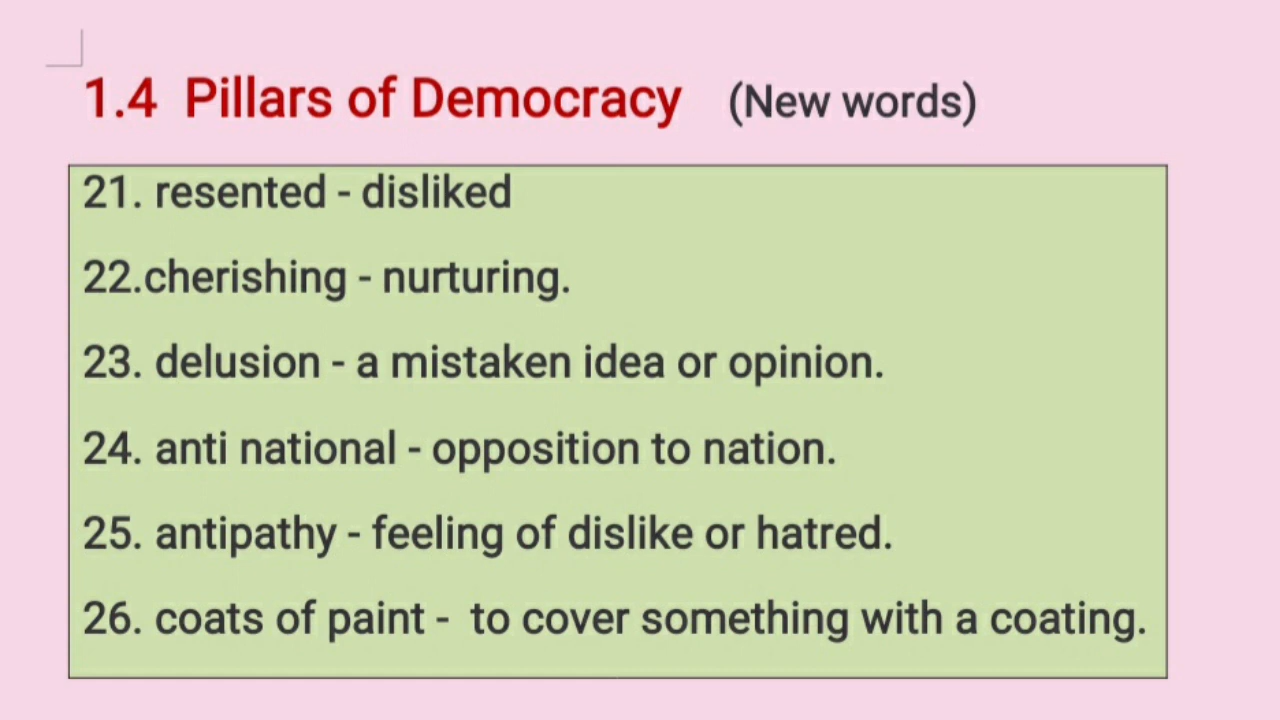 1.4 Pillars of Democracy (New words)
21. resented - disliked
22.cherishing - nurturing.
23. delusion - a mistaken idea or opinion.
24. anti national - opposition to nation.
25. antipathy - feeling of dislike or hatred.
26. coats of paint - to cover something with a coating.